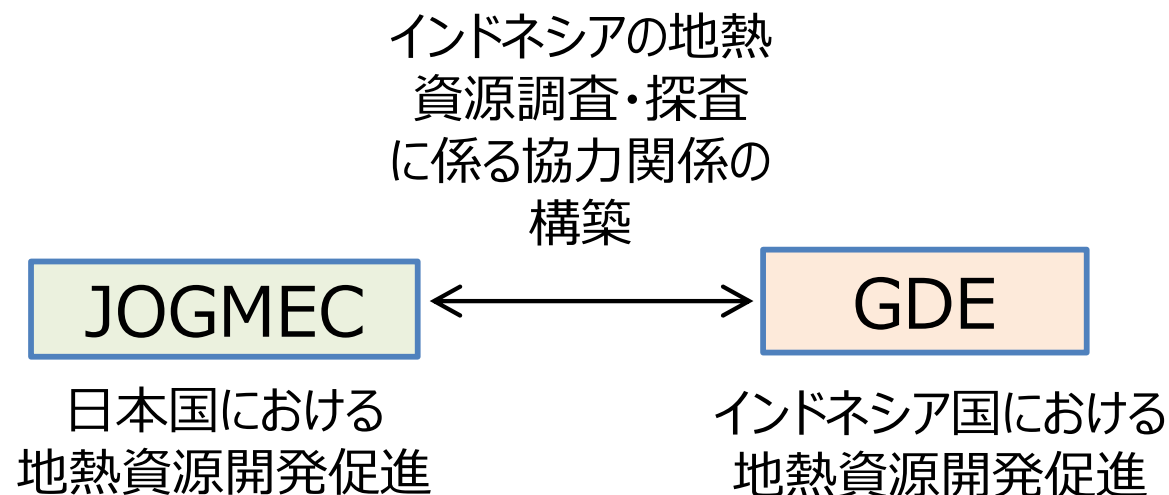 インドネシアの地熱
資源調査・探査
に係る協力関係の
構築
JOGMEC
GDE
日本国における
地熱資源開発促進
インドネシア国における
地熱資源開発促進